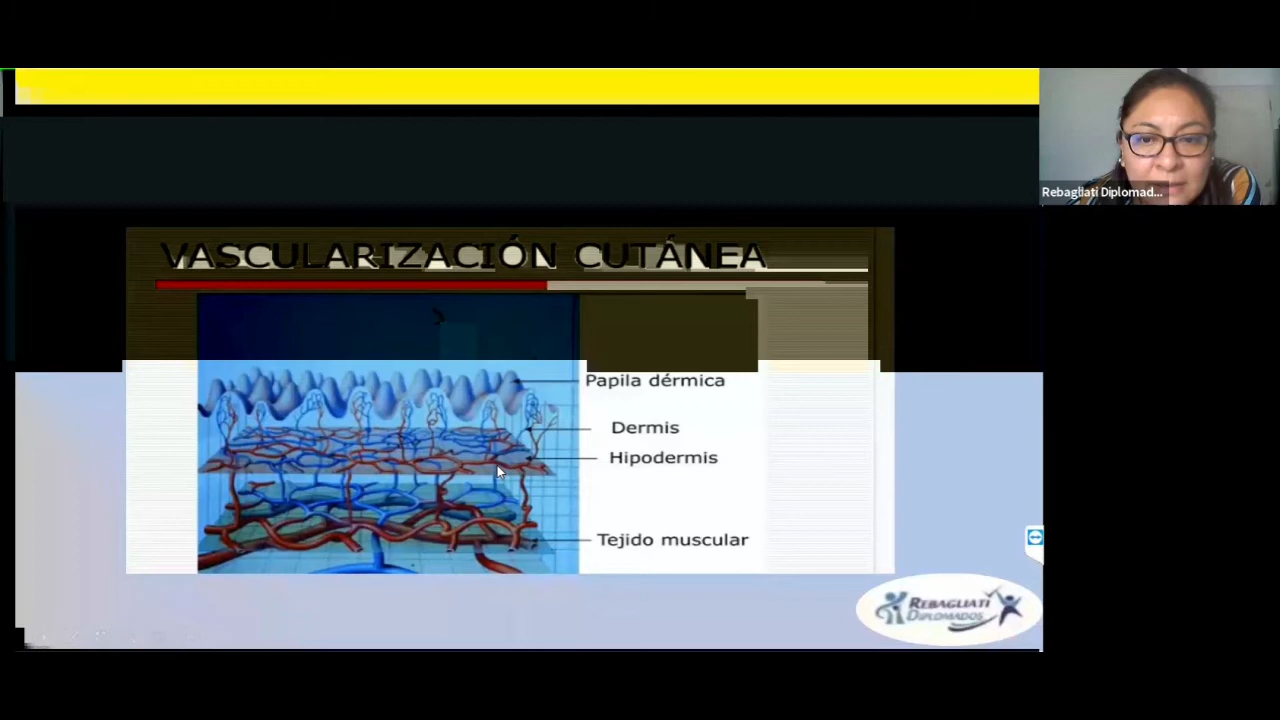 Rebagliati Diplomad...
VASCULARIZACIÓN CUTÁNEA
Papila dérmica
Dermis
Hipodermis
Tejido muscular
REBAGLIATI
DIPLOMADOS